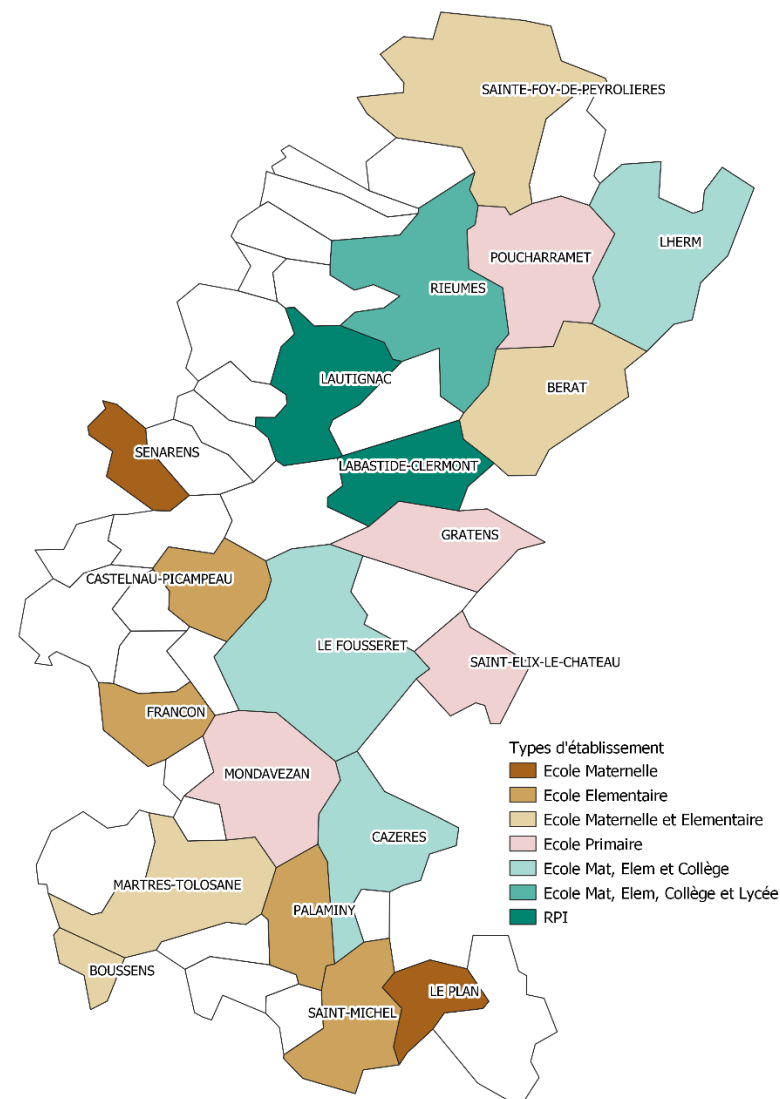 SAINTE-FOY-DE-PEYROLIERES
LHERM
POUCHARRAMET
RIEUMES
LAUTIGNAC
BERAT
SENARENS
LABASTIDE-CLERMONT
GRATENS
CASTELNAU-PICAMPEAU
LE FOUSSERET
SAINT-ELIX-LE-CHATEAU
FRANCON
MONDAVEZAN
CAZERES
MARTRES-TOLOSANE
PALAMINY
BOUSSENS
LE PLAN
SAINT-MICHEL
Types d'établissement
Ecole Maternelle
Ecole Elementaire
Ecole Maternelle et Elementaire
Ecole Primaire
Ecole Mat, Elem et Collège
Ecole Mat, Elem, Collège et Lycée
RPI